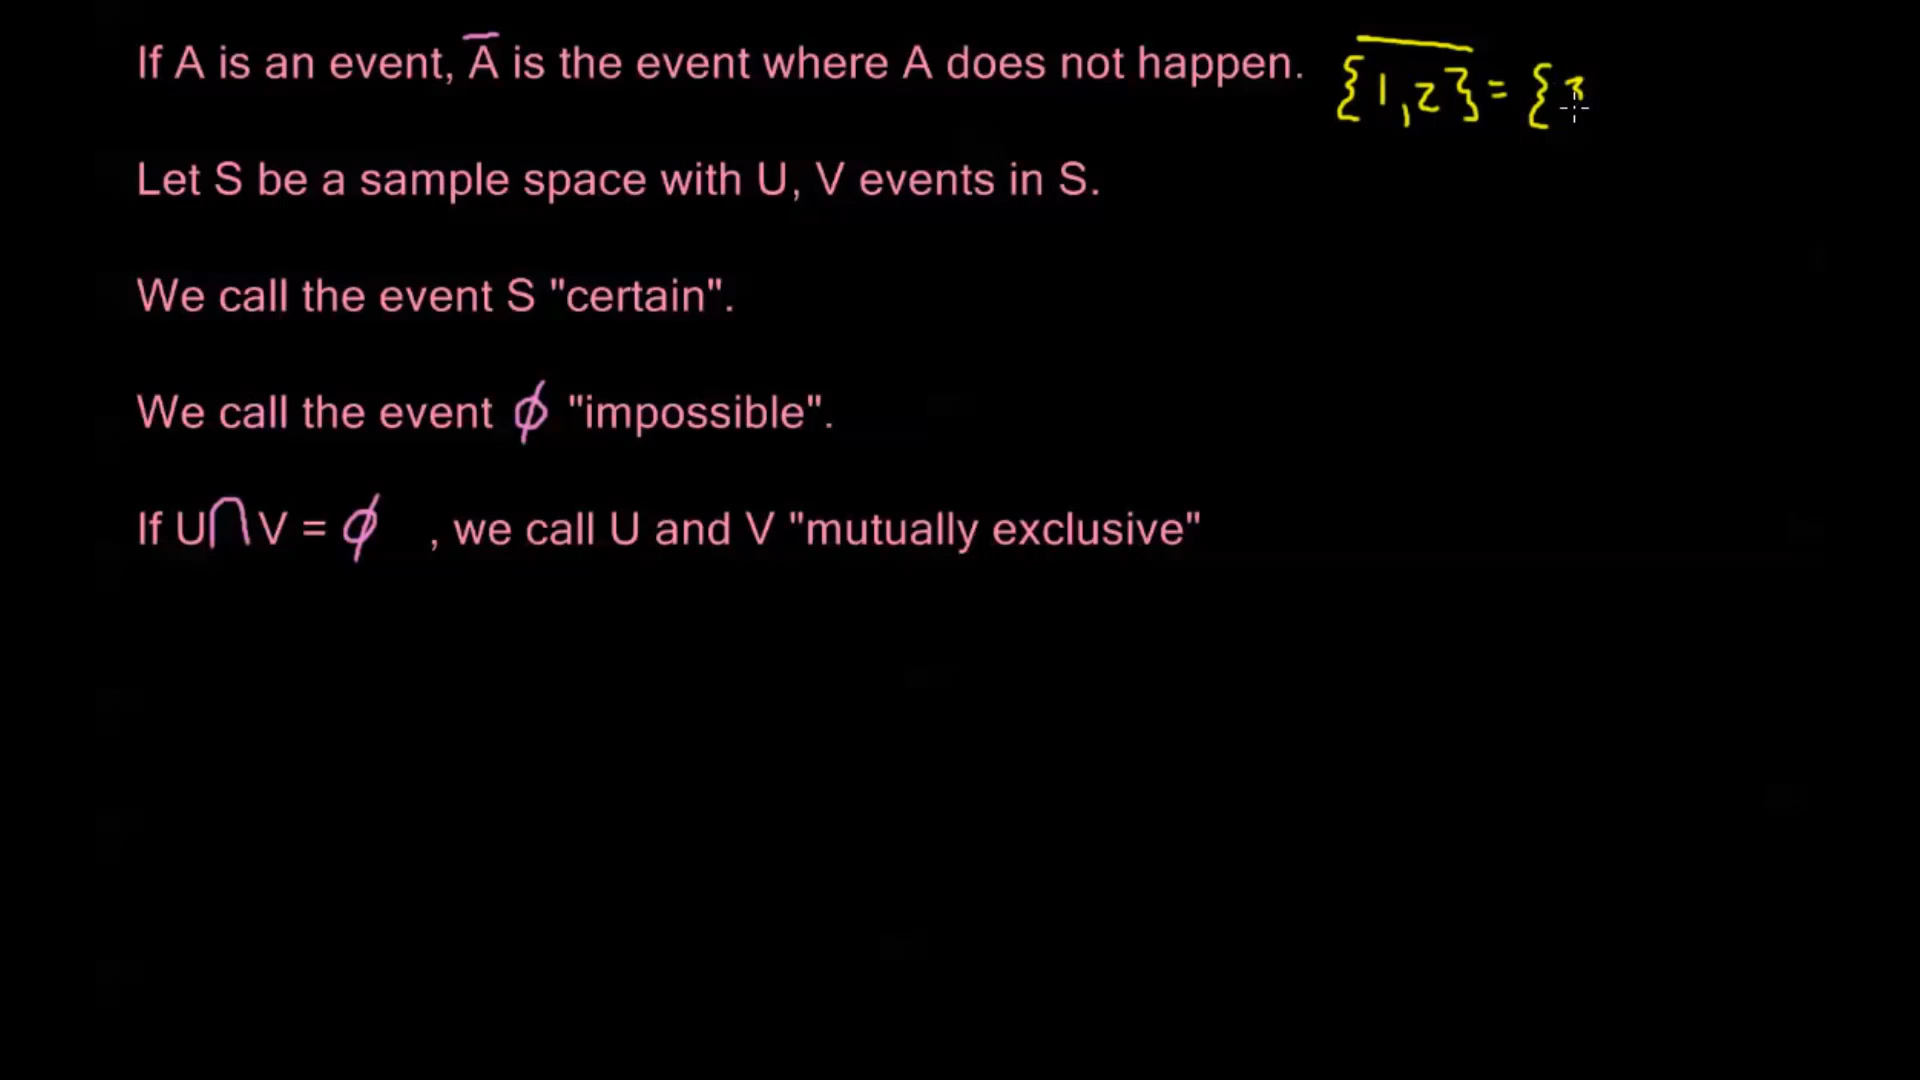 If A is an event, A̅ is the event where A does not happen. {1,2} = {3
Let S be a sample space with U, V events in S.
We call the event S "certain".
We call the event ϕ "impossible".
If U∩V = ϕ , we call U and V "mutually exclusive"